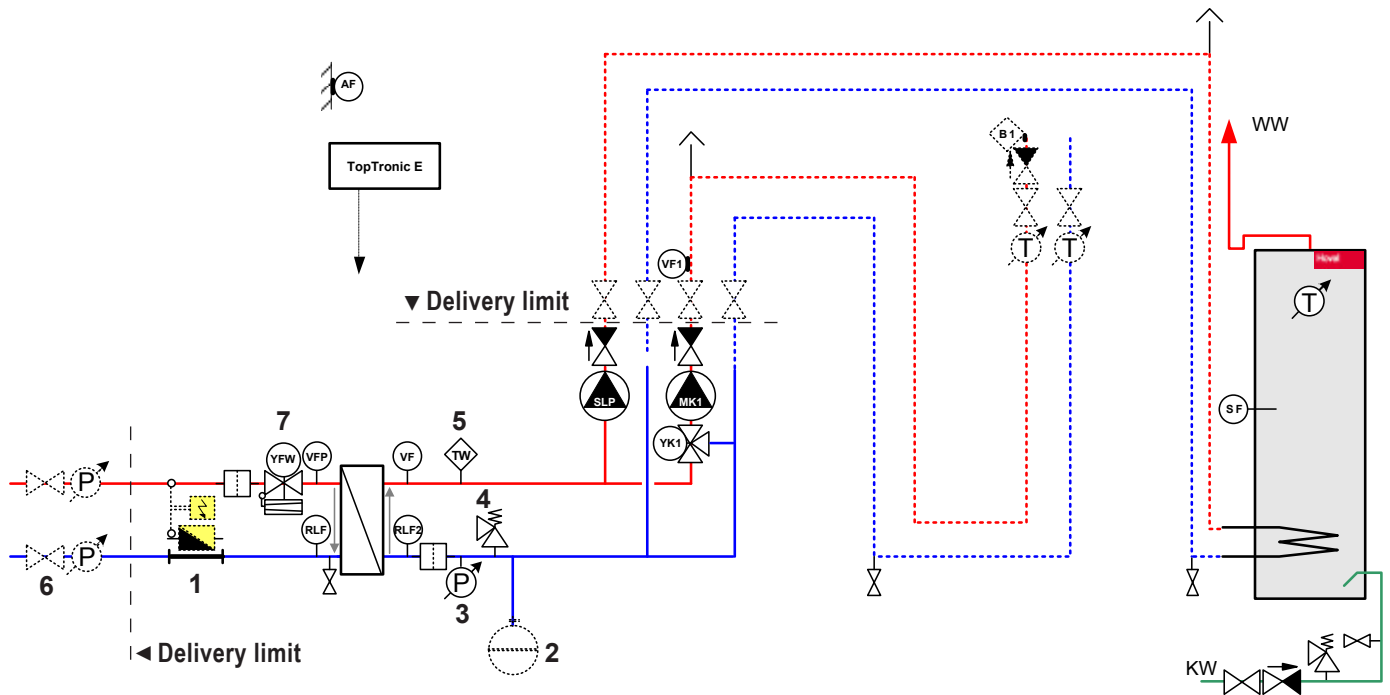 WW
AF
B1
TopTronic E
Hoval
VF1
T
T
▼ Delivery limit
T
SLP
MK1
SF
7
5
YK1
YFW
VFP
VF
TW
P
4
RLF
RLF2
P
6
1
P
3
2
◄ Delivery limit
KW